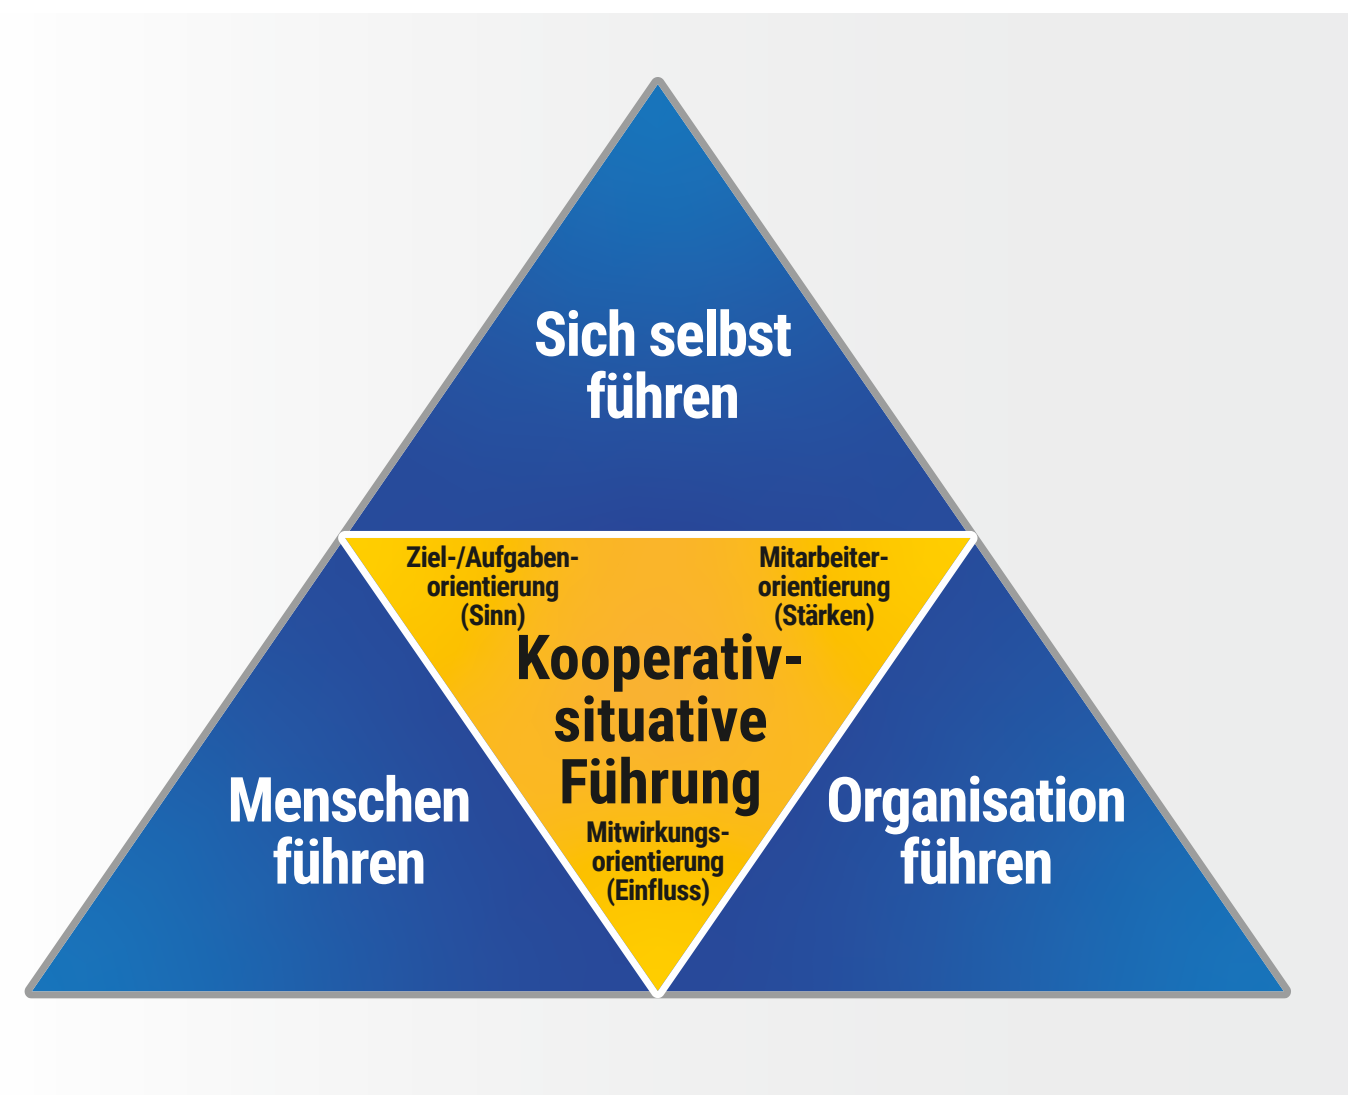 Sich selbst
führen
Ziel-/Aufgaben-
orientierung
(Sinn)
Mitarbeiter-
orientierung
(Stärken)
Kooperativ-
situative
Führung
Mitwirkungs-
orientierung
(Einfluss)
Menschen
führen
Organisation
führen